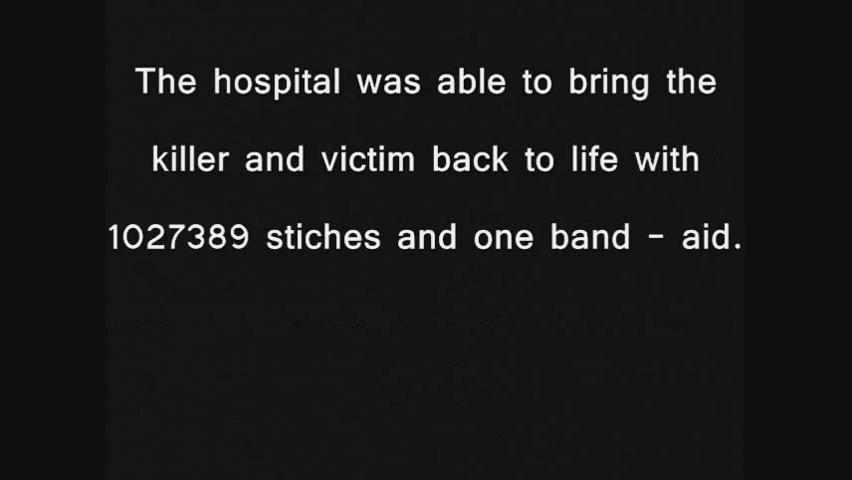 The hospital was able to bring the
killer and victim back to life with
1027389 stiches and one band - aid.